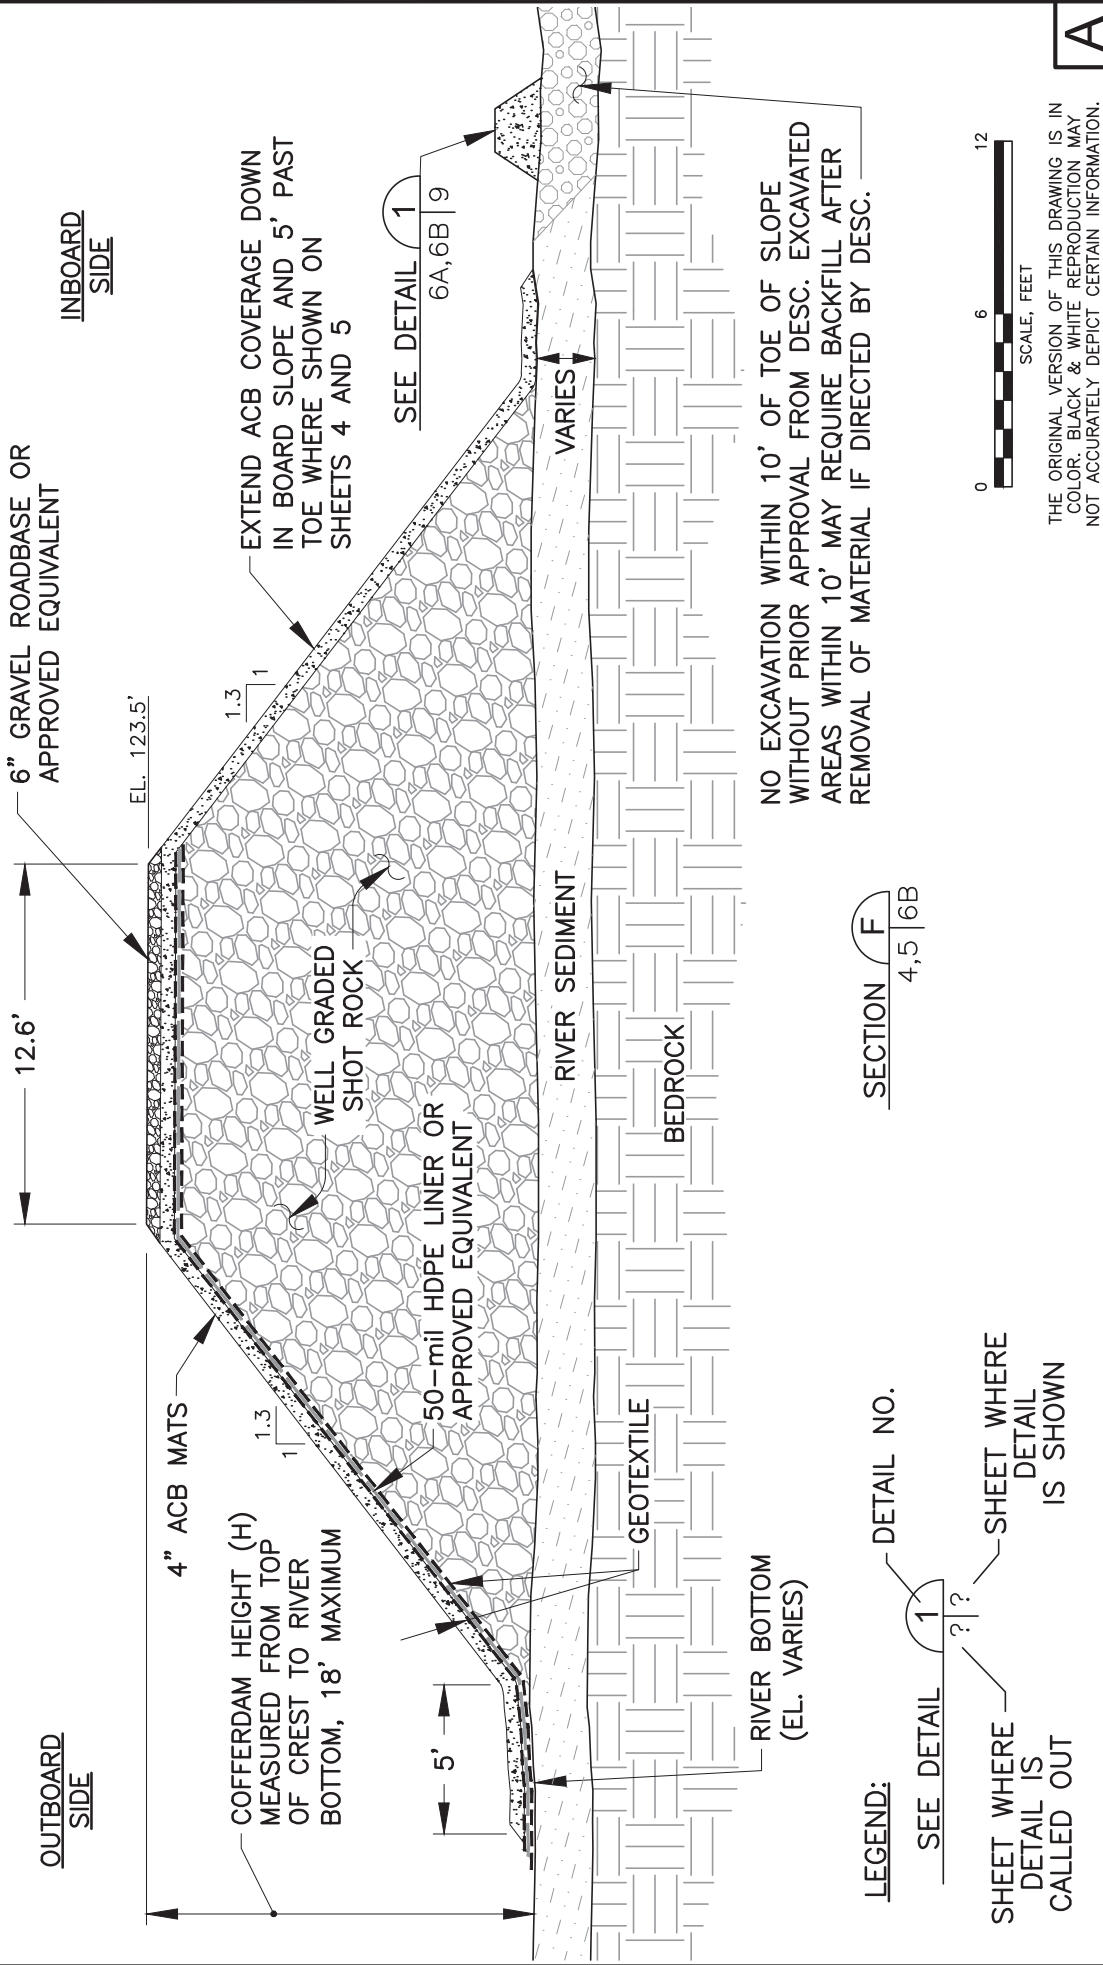 OUTBOARD
SIDE
INBOARD
SIDE
12.6'
6" GRAVEL ROADBASE OR
APPROVED EQUIVALENT
EL. 123.5'
4" ACB MATS
1.3
1
1.3
1
COFFERDAM HEIGHT (H)
MEASURED FROM TOP
OF CREST TO RIVER
BOTTOM, 18' MAXIMUM
EXTEND ACB COVERAGE DOWN
IN BOARD SLOPE AND 5' PAST
TOE WHERE SHOWN ON
SHEETS 4 AND 5
WELL GRADED
SHOT ROCK
SEE DETAIL
1
6A,6B
9
5'
50-mil HDPE LINER OR
APPROVED EQUIVALENT
VARIES
RIVER SEDIMENT
GEOTEXTILE
BEDROCK
RIVER BOTTOM
(EL. VARIES)
NO EXCAVATION WITHIN 10' OF TOE OF SLOPE
WITHOUT PRIOR APPROVAL FROM DESC. EXCAVATED
AREAS WITHIN 10' MAY REQUIRE BACKFILL AFTER
REMOVAL OF MATERIAL IF DIRECTED BY DESC.
LEGEND:
SEE DETAIL
1
?
?
DETAIL NO.
SHEET WHERE
DETAIL IS
CALLED OUT
SHEET WHERE
DETAIL
IS SHOWN
SECTION
F
4,5
6B
0
6
12
SCALE, FEET
THE ORIGINAL VERSION OF THIS DRAWING IS IN
COLOR. BLACK & WHITE REPRODUCTION MAY
NOT ACCURATELY DEPICT CERTAIN INFORMATION.
A